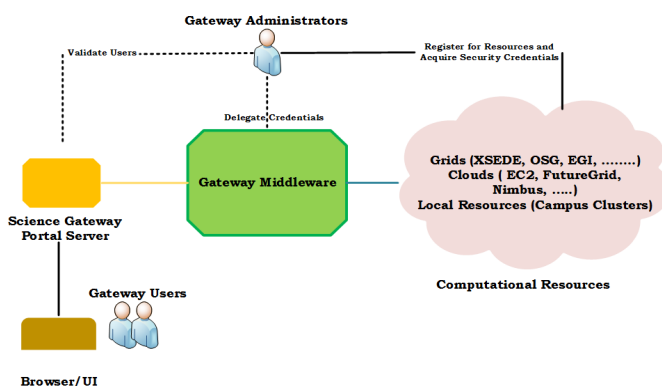 Gateway Administrators
Validate Users
Register for Resources and
Acquire Security Credentials
Delegate Credentials
Grids (XSEDE, OSG, EGI, ........)
Clouds ( EC2, FutureGrid,
Nimbus, .....)
Local Resources (Campus Clusters)
Gateway Middleware
Science Gateway
Portal Server
Computational Resources
Gateway Users
Browser/UI